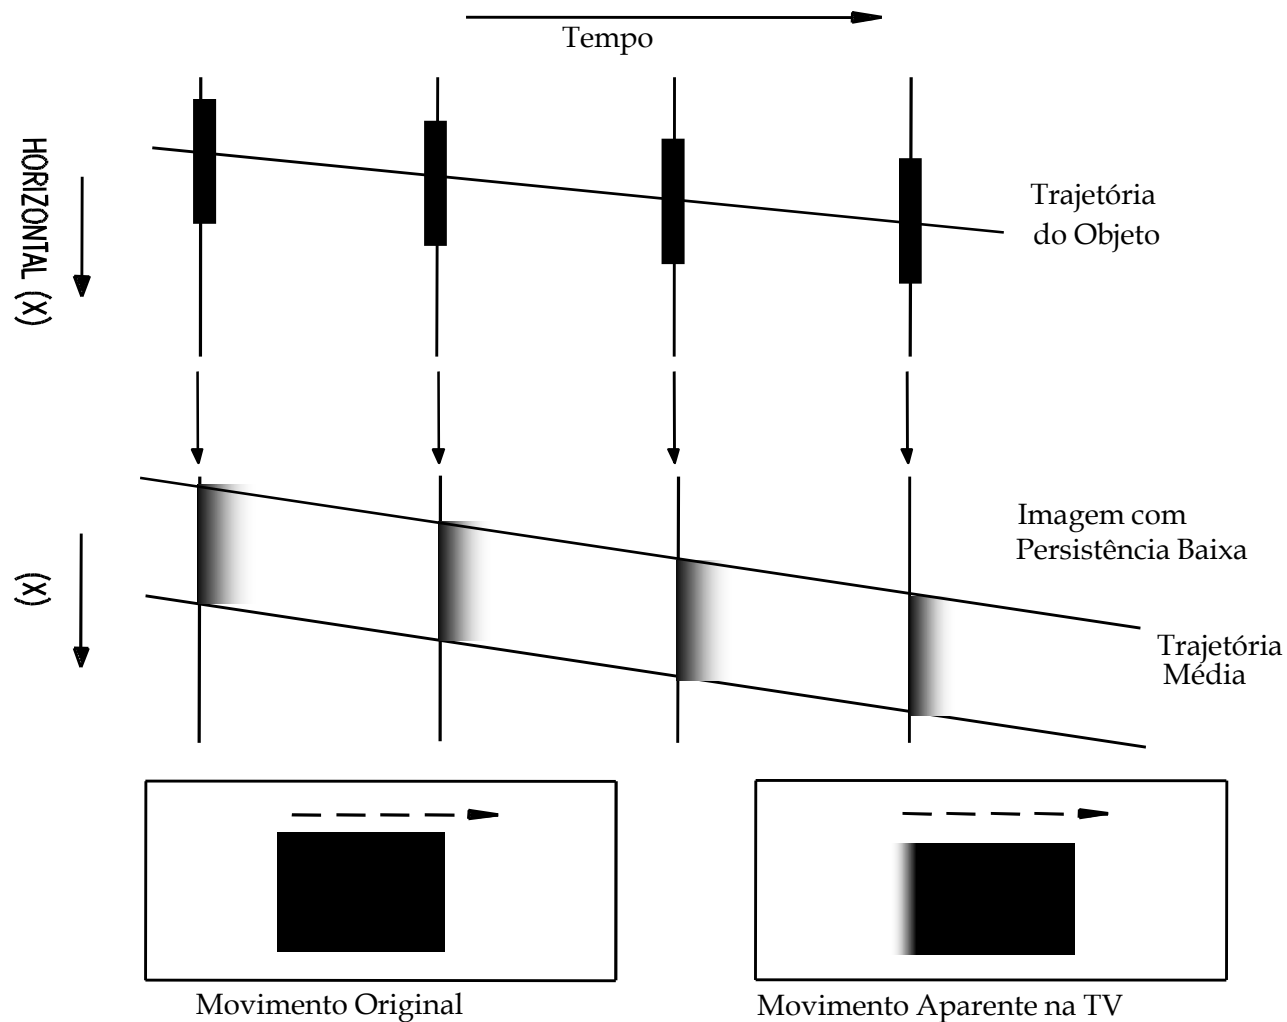 Tempo
HORIZONTAL (X)
Trajetória
do Objeto
Imagem com
Persistência Baixa
(X)
Trajetória
Média
Movimento Original
Movimento Aparente na TV